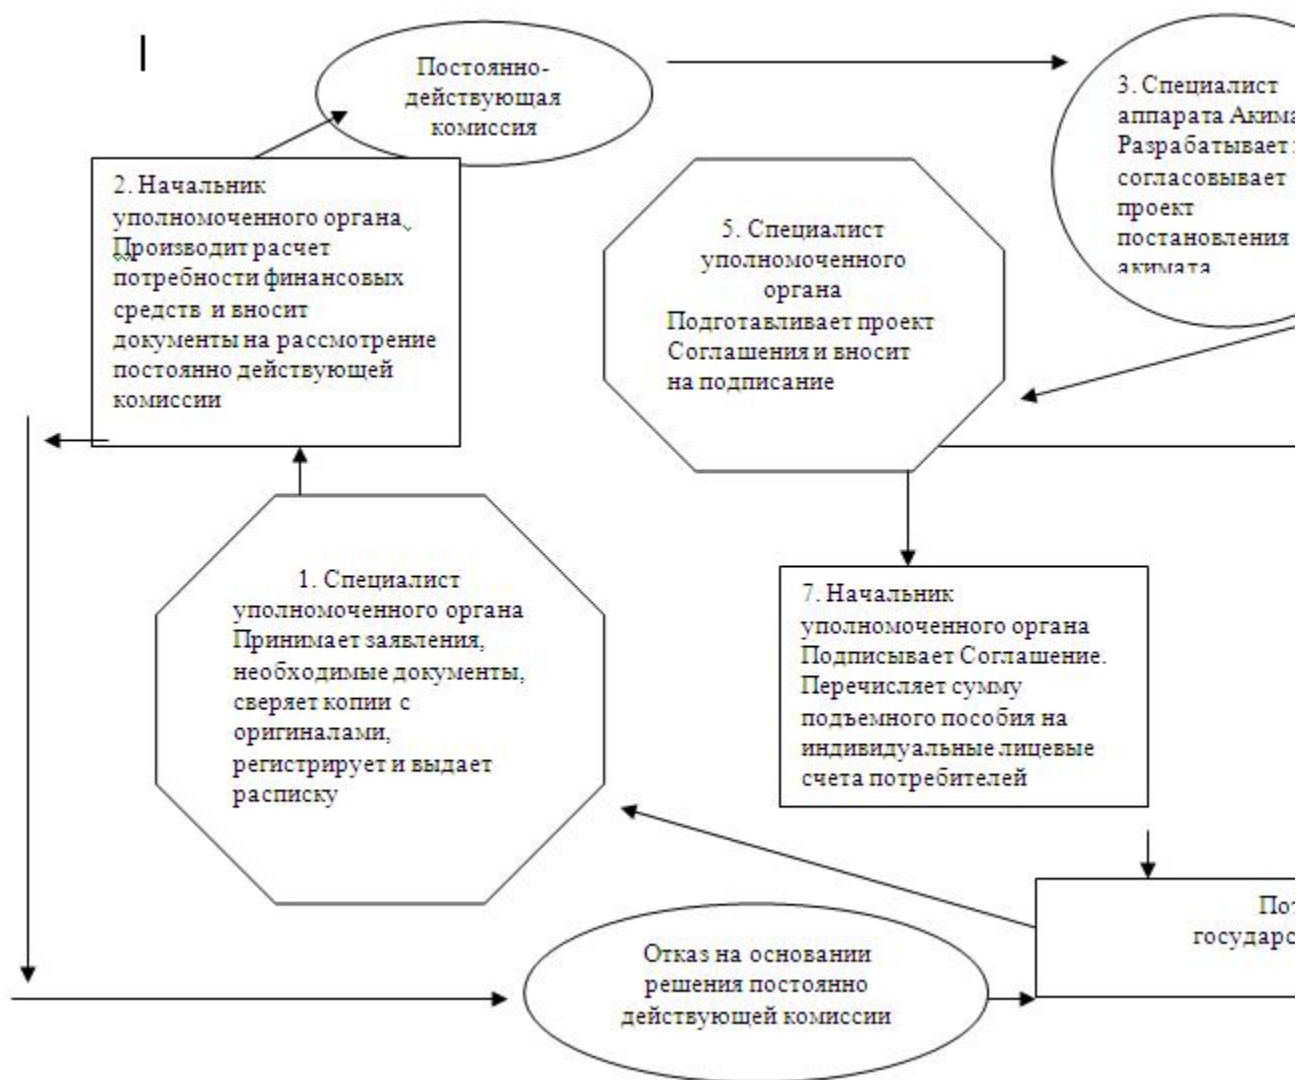 Постоянно-
действующая
комиссия
3. Специалист
аппарата
Разрабатывает
согласовывает
проект
постановления
акимата
2. Начальник
уполномоченного органа
Производит расчет
потребности финансовых
средств и вносит
документы на рассмотрение
постоянно действующей
комиссии
5. Специалист
уполномоченного
органа
Подготавливает проект
Соглашения и вносит
на подписание
1. Специалист
уполномоченного органа
Принимает заявления,
необходимые документы,
сверяет копии с
оригиналами,
регистрирует и выдает
расписку
7. Начальник
уполномоченного органа
Подписывает Соглашение.
Перечисляет сумму
подъемного пособия на
индивидуальные лицевые
счета потребителей
Отказ на основании
решения постоянно
действующей комиссии